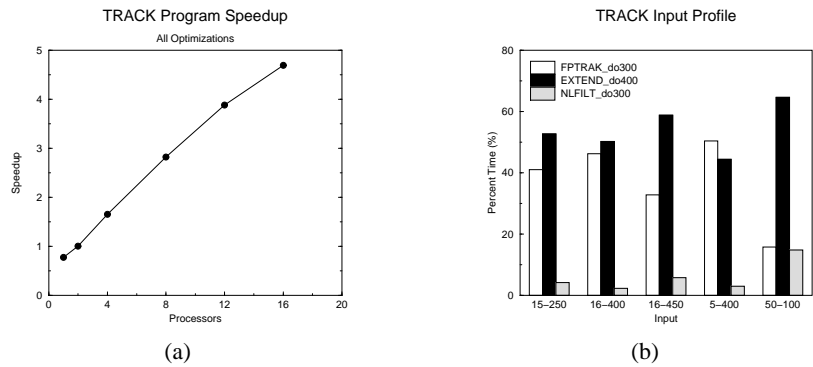 TRACK Program Speedup
All Optimizations
5
4
3
2
1
0
Speedup
0 4 8 12 16 20
Processors
(a)
TRACK Input Profile
80
60
40
20
0
Percent Time (%)
FPTRAK_do300
EXTEND_do400
NLFILT_do300
15–250 16–400 16–450 5–400 50–100
Input
(b)